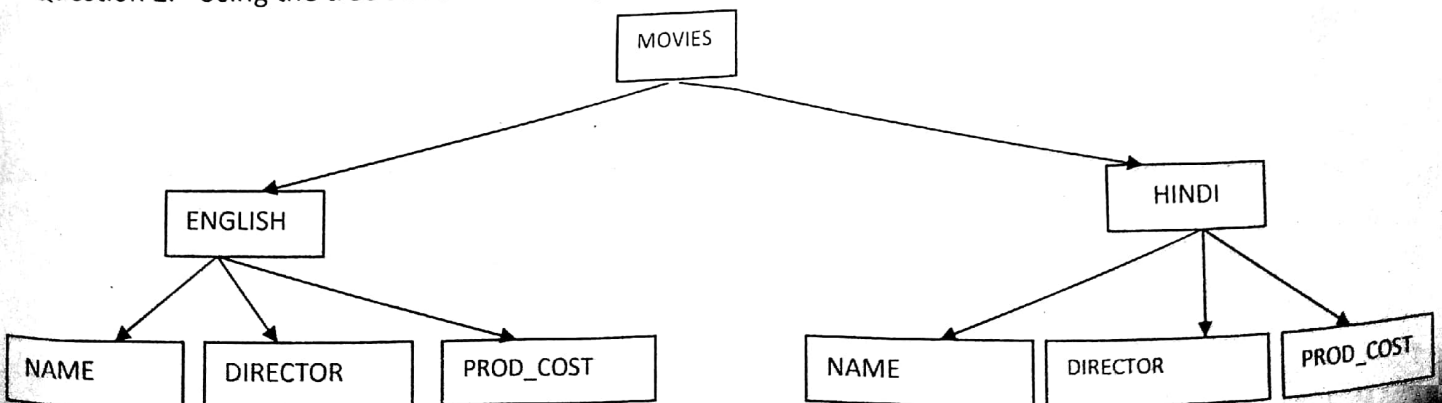 MOVIES
ENGLISH
HINDI
NAME DIRECTOR PROD_COST NAME DIRECTOR PROD_COST